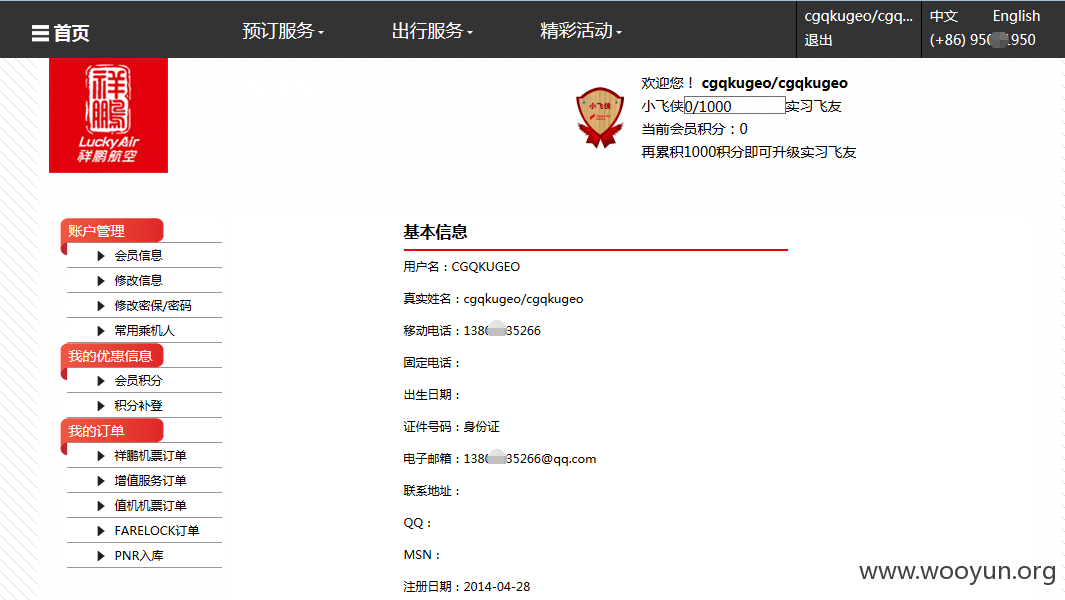 首页
预订服务
出行服务
精彩活动
cgqkugeo/cgq...
退出
中文 English
(+86) 950 1950
祥鹏
LuckyAir
祥鹏航空
小飞侠
欢迎您！ cgqkugeo/cgqkugeo
小飞侠0/1000实习飞友
当前会员积分：0
再累积1000积分即可升级实习飞友
账户管理
会员信息
修改信息
修改密保/密码
常用乘机人
我的优惠信息
会员积分
积分补登
我的订单
祥鹏机票订单
增值服务订单
值机机票订单
FARELOCK订单
PNR入库
基本信息
用户名：CGQKUGEO
真实姓名：cgqkugeo/cgqkugeo
移动电话：138 35266
固定电话：
出生日期：
证件号码：身份证
电子邮箱：138 35266@qq.com
联系地址：
QQ：
MSN：
注册日期：2014-04-28
www.wooyun.org